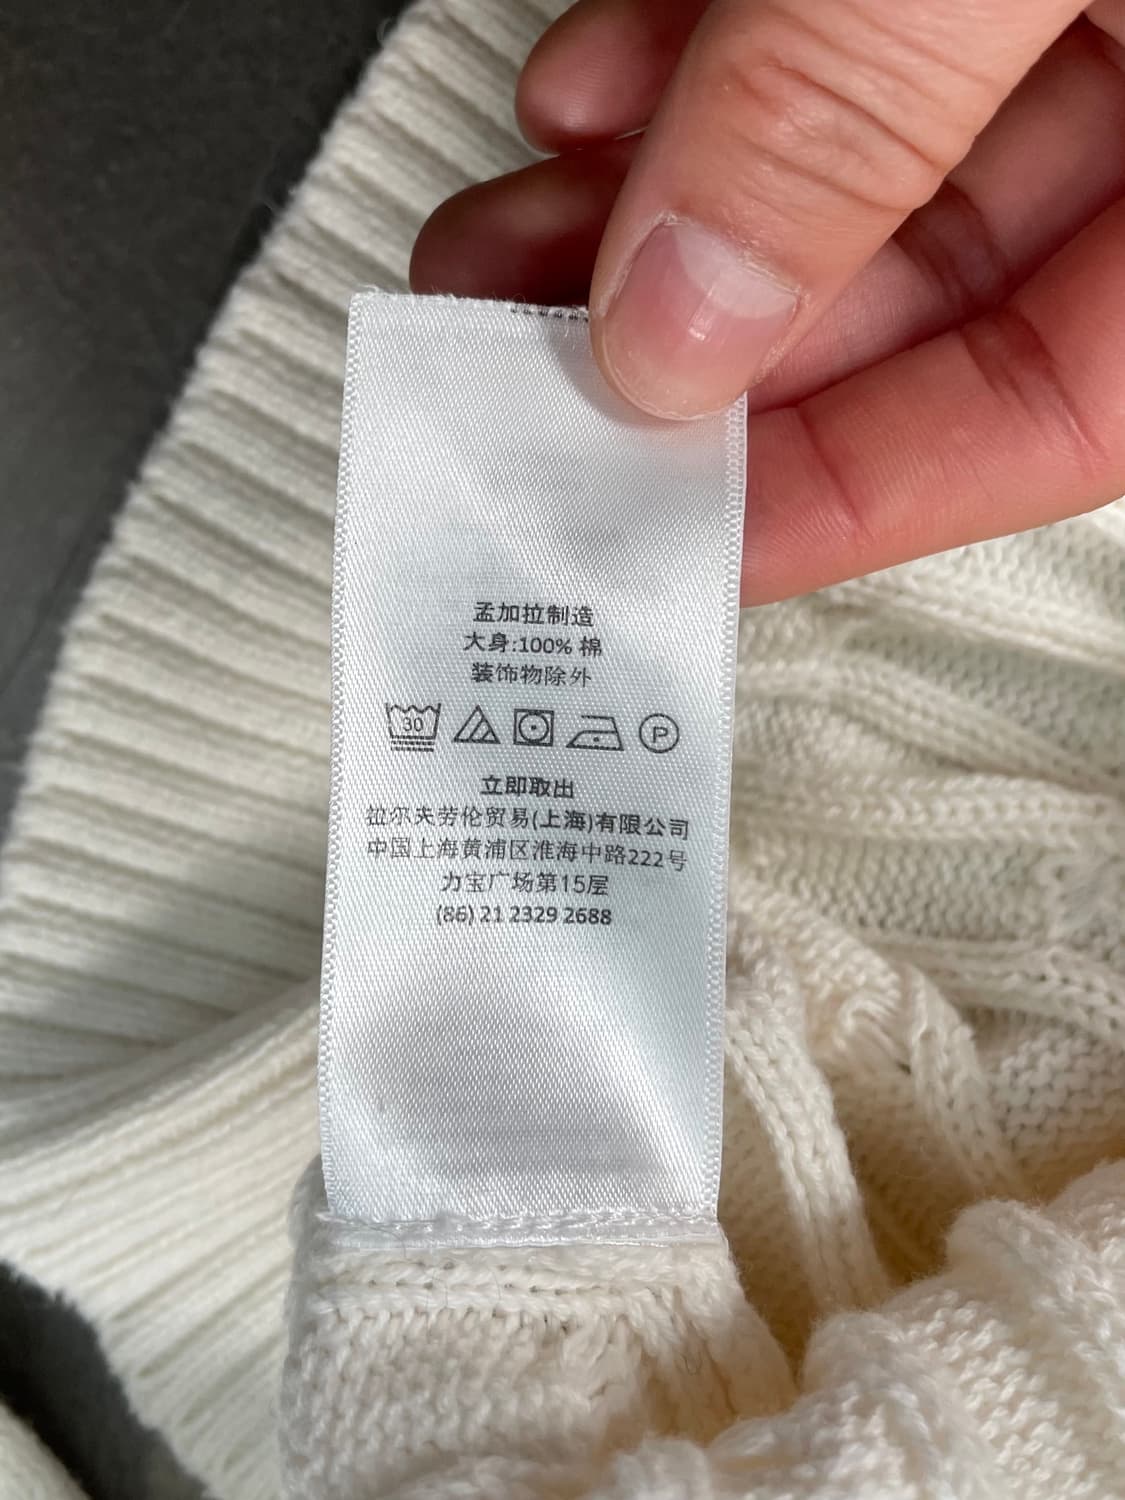 孟加拉制造
大身:100% 棉
装饰物除外
30 P
立即取出
拉尔夫劳伦贸易(上海)有限公司
中国上海黄浦区淮海中路222号
力宝广场第15层
(86) 21 2329 2688